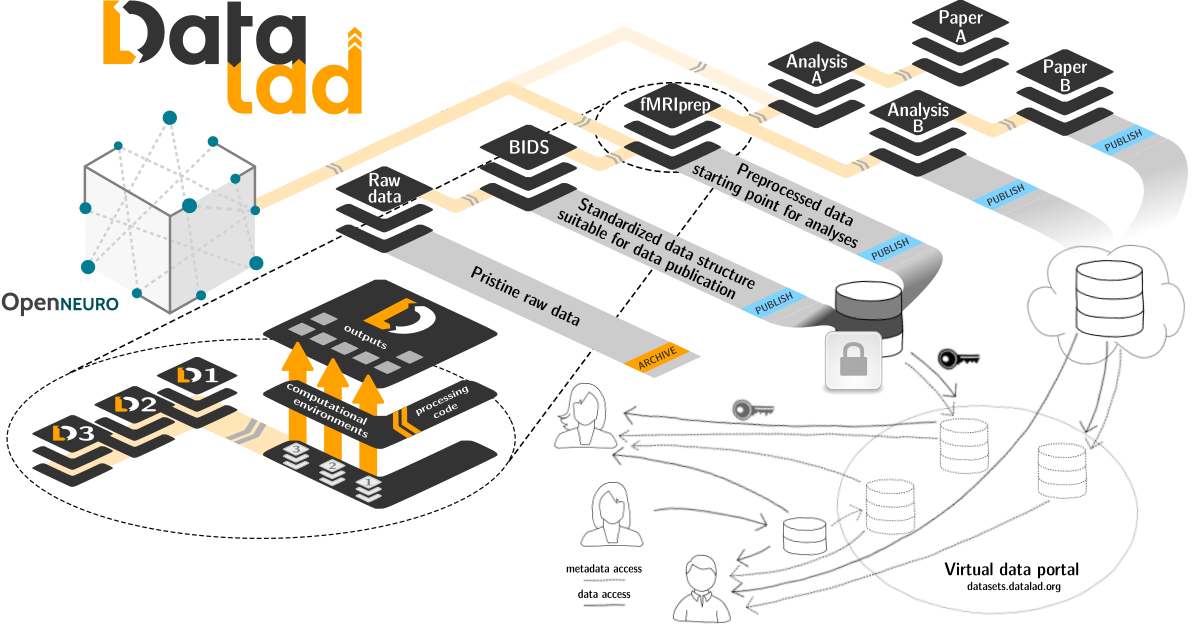 Data
lad
Paper
A
Analysis
A
Paper
B
fMRIprep
Analysis
B
BIDS
PUBLISH
Raw
data
Preprocessed data
starting point for analyses
PUBLISH
PUBLISH
Standardized data structure
suitable for data publication
PUBLISH
Pristine raw data
ARCHIVE
OpenNEURO
outputs
D1
D2
D3
computational
environments
processing
code
3
2
1
metadata access
data access
Virtual data portal
datasets.datalad.org